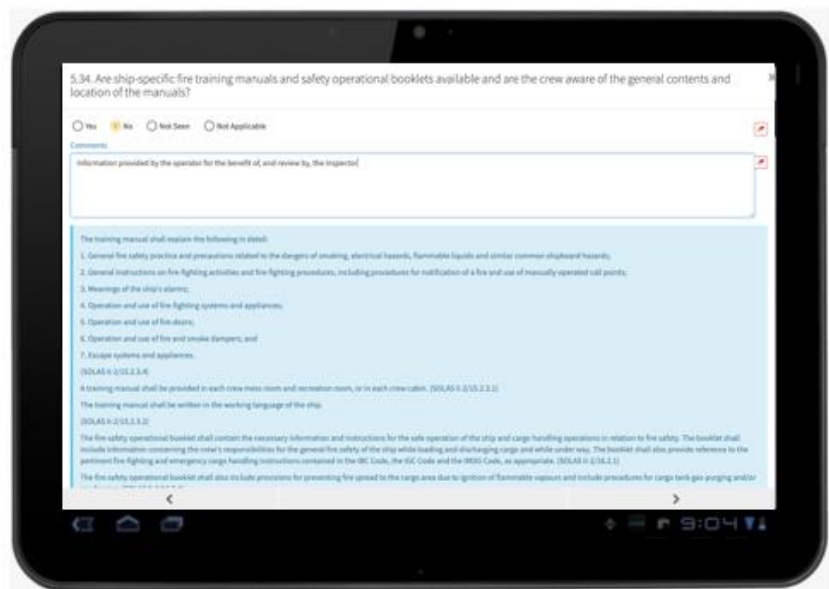 5.34. Are ship-specific fire training manuals and safety operational booklets available and are the crew aware of the general contents and
location of the manuals?
Yes No Not Seen Not Applicable
Comments
Information provided by the operator for the benefit of, and review by, the inspector
The training manual shall explain the following in detail:
1. General fire safety practice and precautions related to the dangers of smoking, electrical hazards, flammable liquids and similar common shipboard hazards;
2. General instructions on fire-fighting activities and fire-fighting procedures, including procedures for notification of a fire and use of manually operated call points;
3. Meanings of the ship's alarms;
4. Operation and use of fire-fighting systems and appliances;
5. Operation and use of fire doors;
6. Operation and use of fire and smoke dampers; and
7. Escape systems and appliances.
(SOLAS II-2/15.2.3.4)
A training manual shall be provided in each crew mess room and recreation room, or in each crew cabin. (SOLAS II-2/15.2.3.1)
The training manual shall be written in the working language of the ship.
(SOLAS II-2/15.2.3.2)
The fire safety operational booklet shall contain the necessary information and instructions for the safe operation of the ship and cargo handling operations in relation to fire safety. The booklet shall
include information concerning the crew's responsibilities for the general fire safety of the ship while loading and discharging cargo and while under way. The booklet shall also provide reference to the
pertinent fire-fighting and emergency cargo handling instructions contained in the IBC Code, the IGC Code and the IMDG Code, as appropriate. (SOLAS II-2/16.2.1)
The fire safety operational booklet shall also include provisions for preventing fire spread to the cargo area due to ignition of flammable vapours and include procedures for cargo tank gas purging and/or
9:04